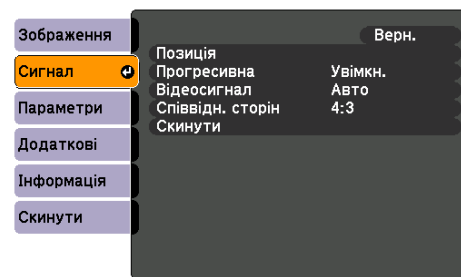 Зображення
Сигнал
Параметри
Додаткові
Інформація
Скинути
Верн.
Позиція
Прогресивна Увімкн.
Відеосигнал Авто
Співвідн. сторін 4:3
Скинути